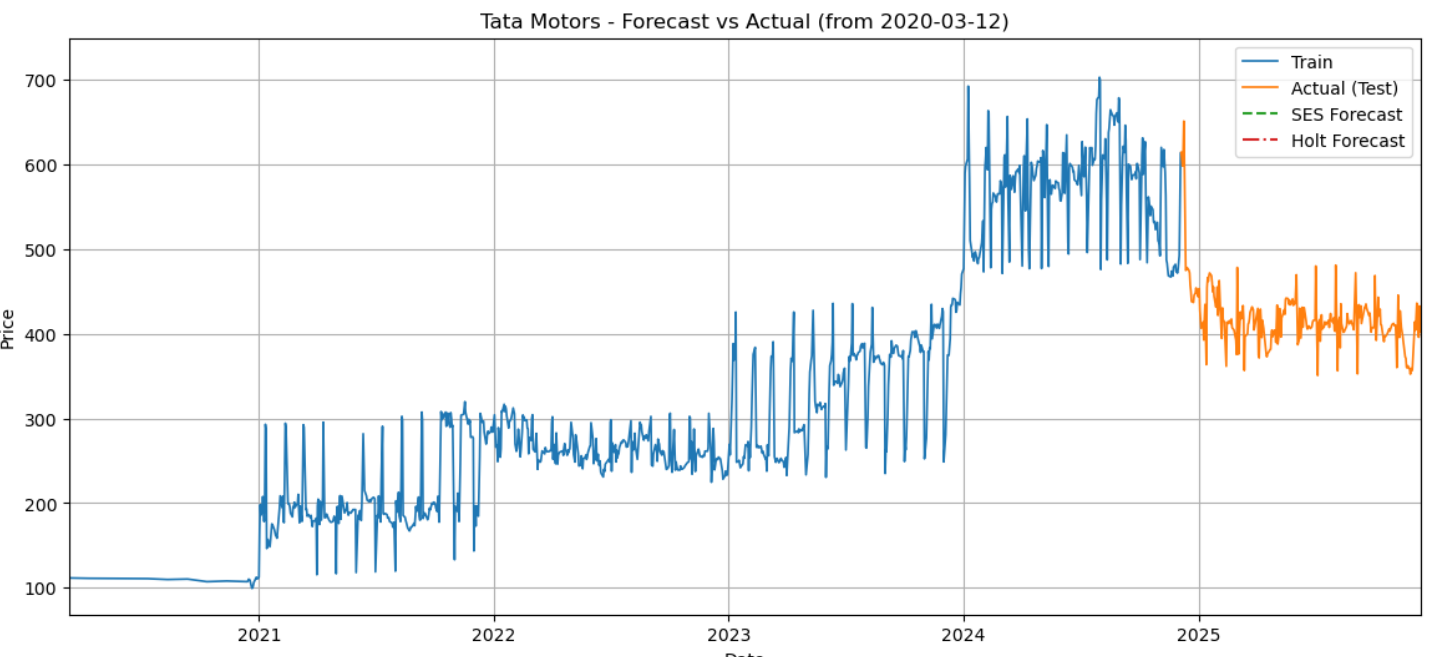 Tata Motors - Forecast vs Actual (from 2020-03-12)
Train
Actual (Test)
SES Forecast
Holt Forecast
Price
700
600
500
400
300
200
100
2021
2022
2023
2024
2025
Date